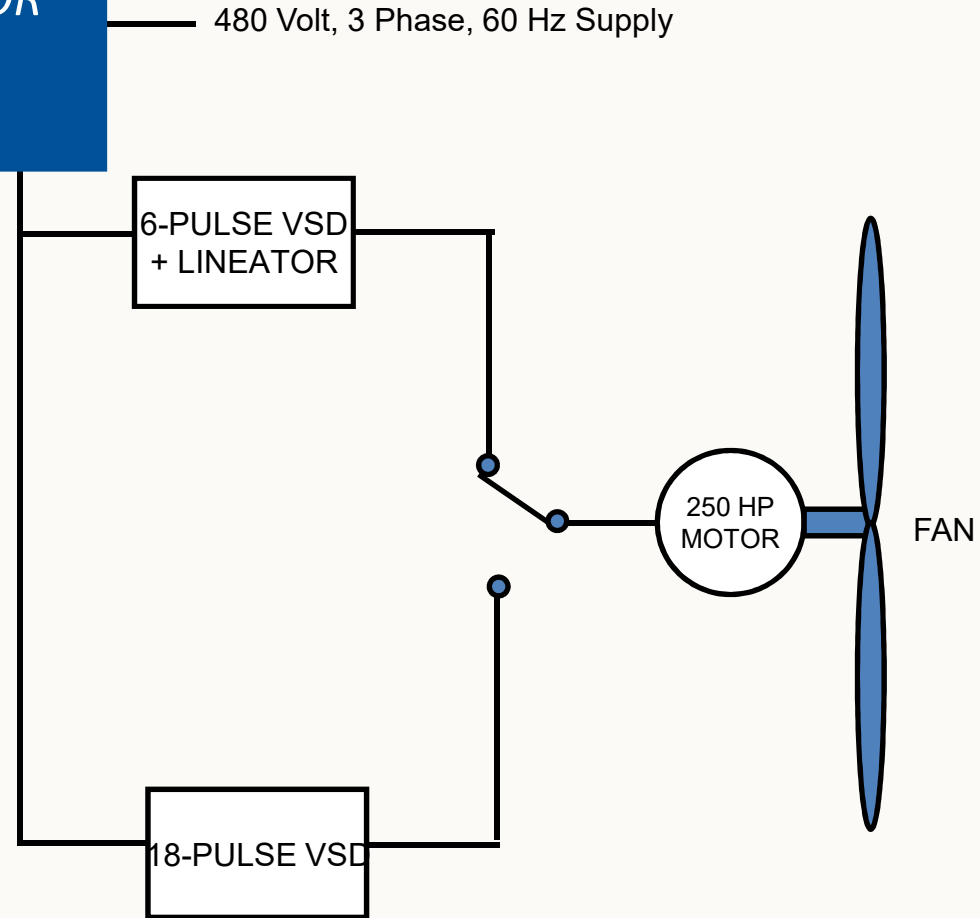 480 Volt, 3 Phase, 60 Hz Supply
6-PULSE VSD
+ LINEATOR
250 HP
MOTOR
FAN
18-PULSE VSD